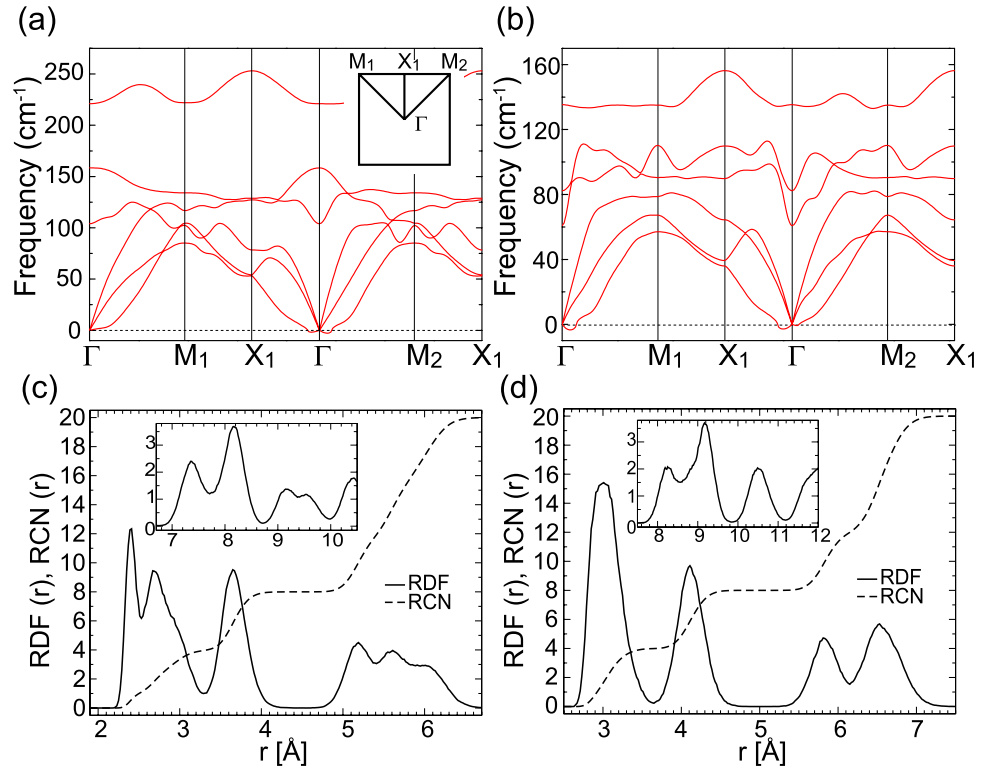 (a)
Frequency (cm-1)
250
200
150
100
50
0
M1 X1 M2
Γ
Γ M1 X1 Γ M2 X1
(b)
Frequency (cm-1)
160
120
80
40
0
Γ M1 X1 Γ M2 X1
(c)
RDF (r), RCN (r)
20
18
16
14
12
10
8
6
4
2
0
3
2
1
0
7 8 9 10
RDF
RCN
2 3 4 5 6
r [Å]
(d)
RDF (r), RCN (r)
20
18
16
14
12
10
8
6
4
2
0
3
2
1
0
8 9 10 11 12
RDF
RCN
3 4 5 6 7
r [Å]